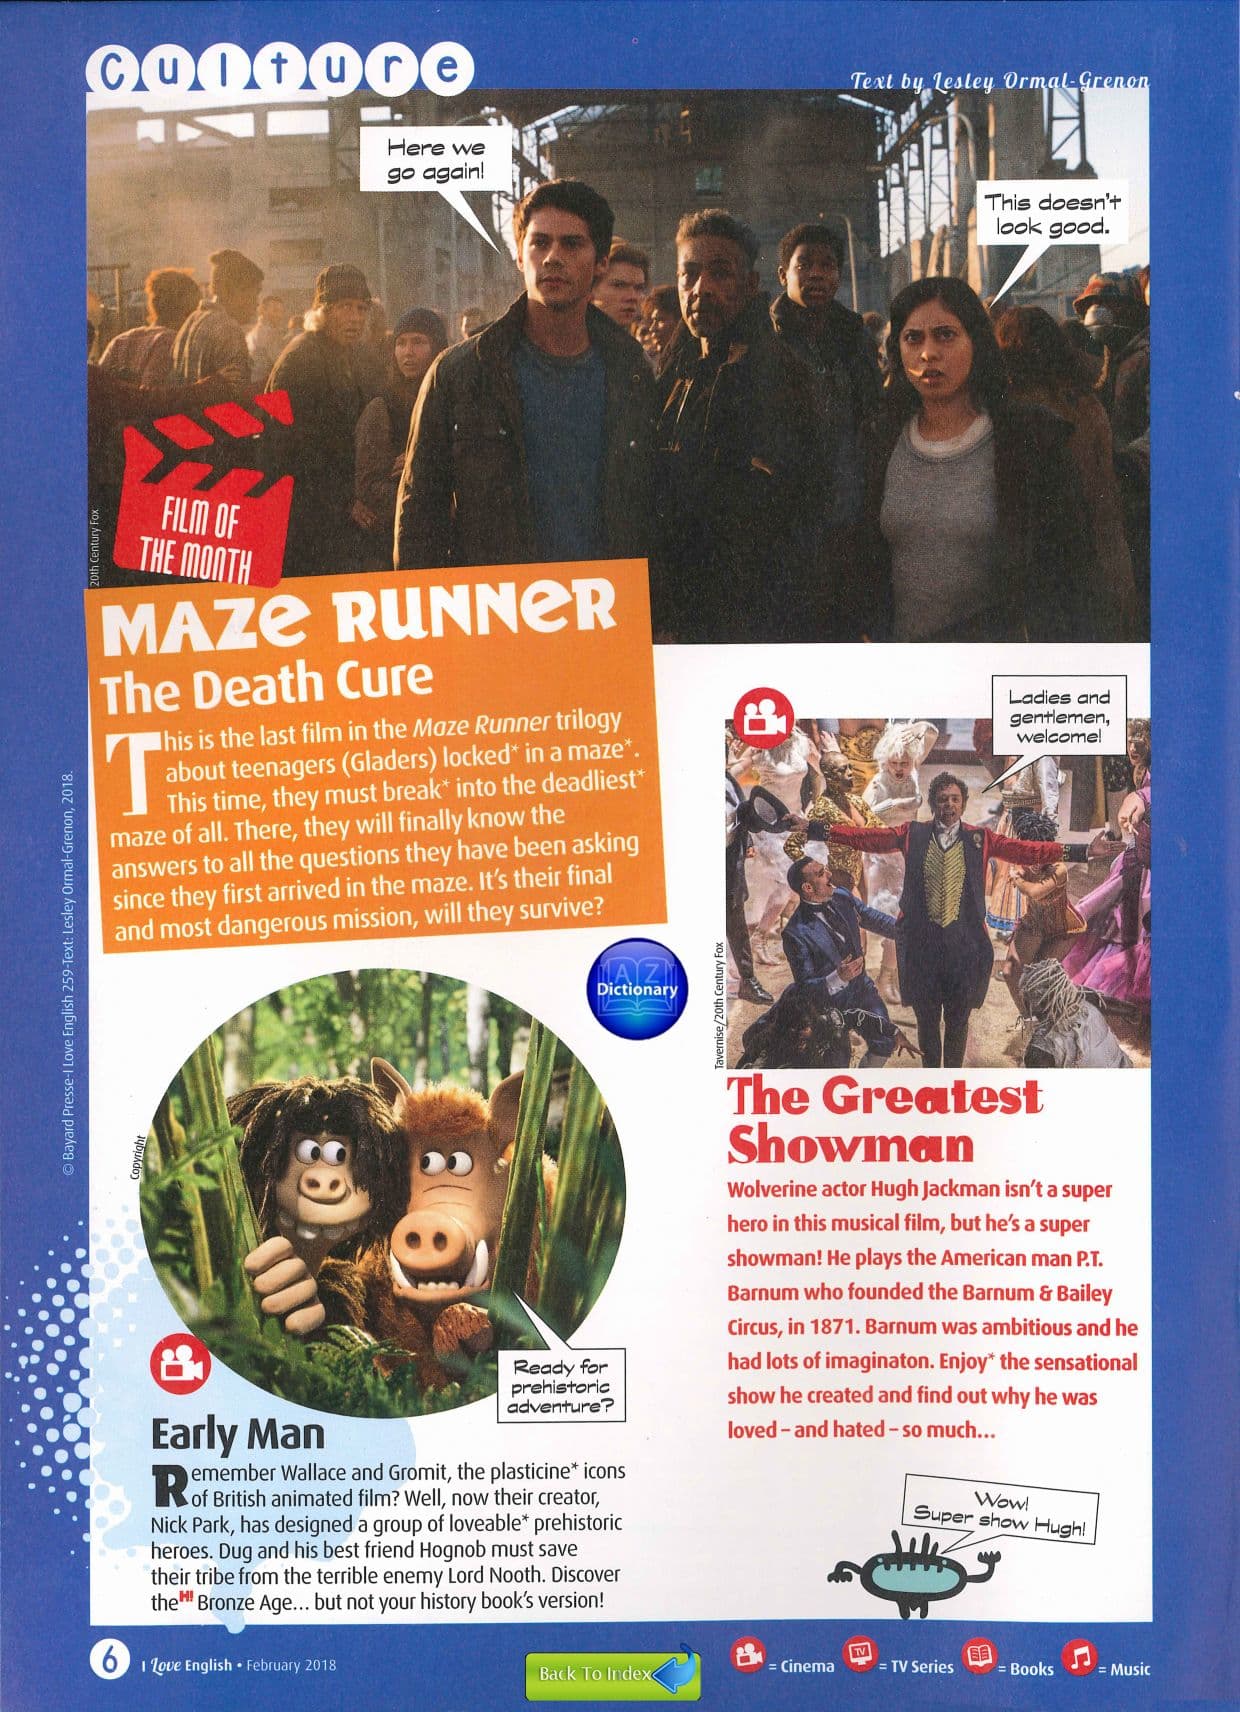 Culture
Text by Lesley Ormal-Grenon
Here we
go again!
This doesn't
look good.
FILM OF
THE MONTH
20th Century Fox
MAZE RUNNER
The Death Cure
This is the last film in the Maze Runner trilogy
about teenagers (Gladers) locked* in a maze*.
This time, they must break* into the deadliest*
maze of all. There, they will finally know the
answers to all the questions they have been asking
since they first arrived in the maze. It's their final
and most dangerous mission, will they survive?
© Bayard Presse-I Love English 259-Text: Lesley Ormal-Grenon, 2018.
A Z
Dictionary
Ladies and
gentlemen,
welcome!
Tavernise/20th Century Fox
The Greatest
Showman
Wolverine actor Hugh Jackman isn't a super
hero in this musical film, but he's a super
showman! He plays the American man P.T.
Barnum who founded the Barnum & Bailey
Circus, in 1871. Barnum was ambitious and he
had lots of imaginaton. Enjoy* the sensational
show he created and find out why he was
loved – and hated – so much...
Wow!
Super show Hugh!
Copyright
Ready for
prehistoric
adventure?
Early Man
Remember Wallace and Gromit, the plasticine* icons
of British animated film? Well, now their creator,
Nick Park, has designed a group of loveable* prehistoric
heroes. Dug and his best friend Hognob must save
their tribe from the terrible enemy Lord Nooth. Discover
the H! Bronze Age... but not your history book's version!
6 I Love English • February 2018
Back To Index
= Cinema TV = TV Series = Books = Music